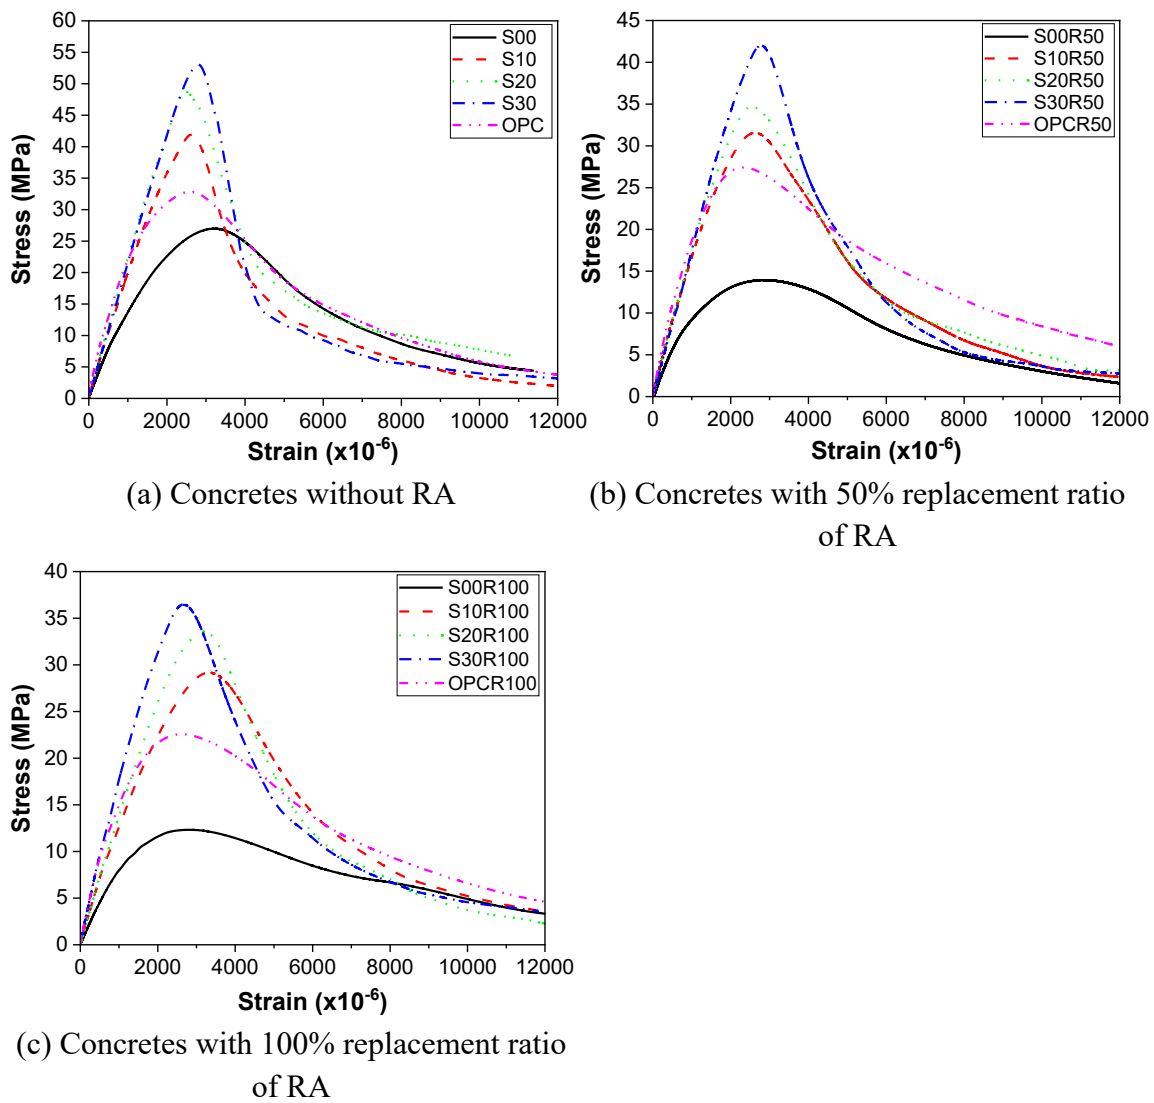 60
55
50
45
40
35
30
25
20
15
10
5
0
Stress (MPa)
S00
S10
S20
S30
OPC
0 2000 4000 6000 8000 10000 12000
Strain (x10⁻⁶)
(a) Concretes without RA
45
40
35
30
25
20
15
10
5
0
Stress (MPa)
S00R50
S10R50
S20R50
S30R50
OPCR50
0 2000 4000 6000 8000 10000 12000
Strain (x10⁻⁶)
(b) Concretes with 50% replacement ratio
of RA
40
35
30
25
20
15
10
5
0
Stress (MPa)
S00R100
S10R100
S20R100
S30R100
OPCR100
0 2000 4000 6000 8000 10000 12000
Strain (x10⁻⁶)
(c) Concretes with 100% replacement ratio
of RA